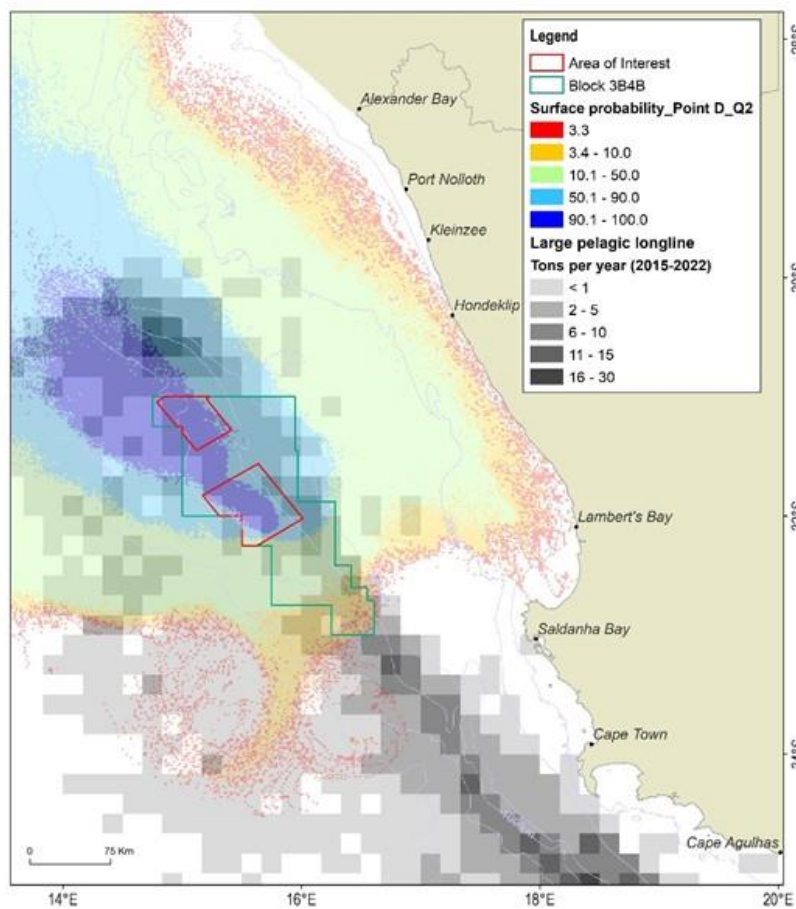 Legend
Area of Interest
Block 3B4B
Surface probability_Point D_Q2
3.3
3.4 - 10.0
10.1 - 50.0
50.1 - 90.0
90.1 - 100.0
Large pelagic longline
Tons per year (2015-2022)
< 1
2 - 5
6 - 10
11 - 15
16 - 30
28°S
Alexander Bay
Port Nolloth
Kleinzee
Hondeklip
Lambert's Bay
Saldanha Bay
Cape Town
Cape Agulhas
0 75 Km
14°E 16°E 18°E 20°E